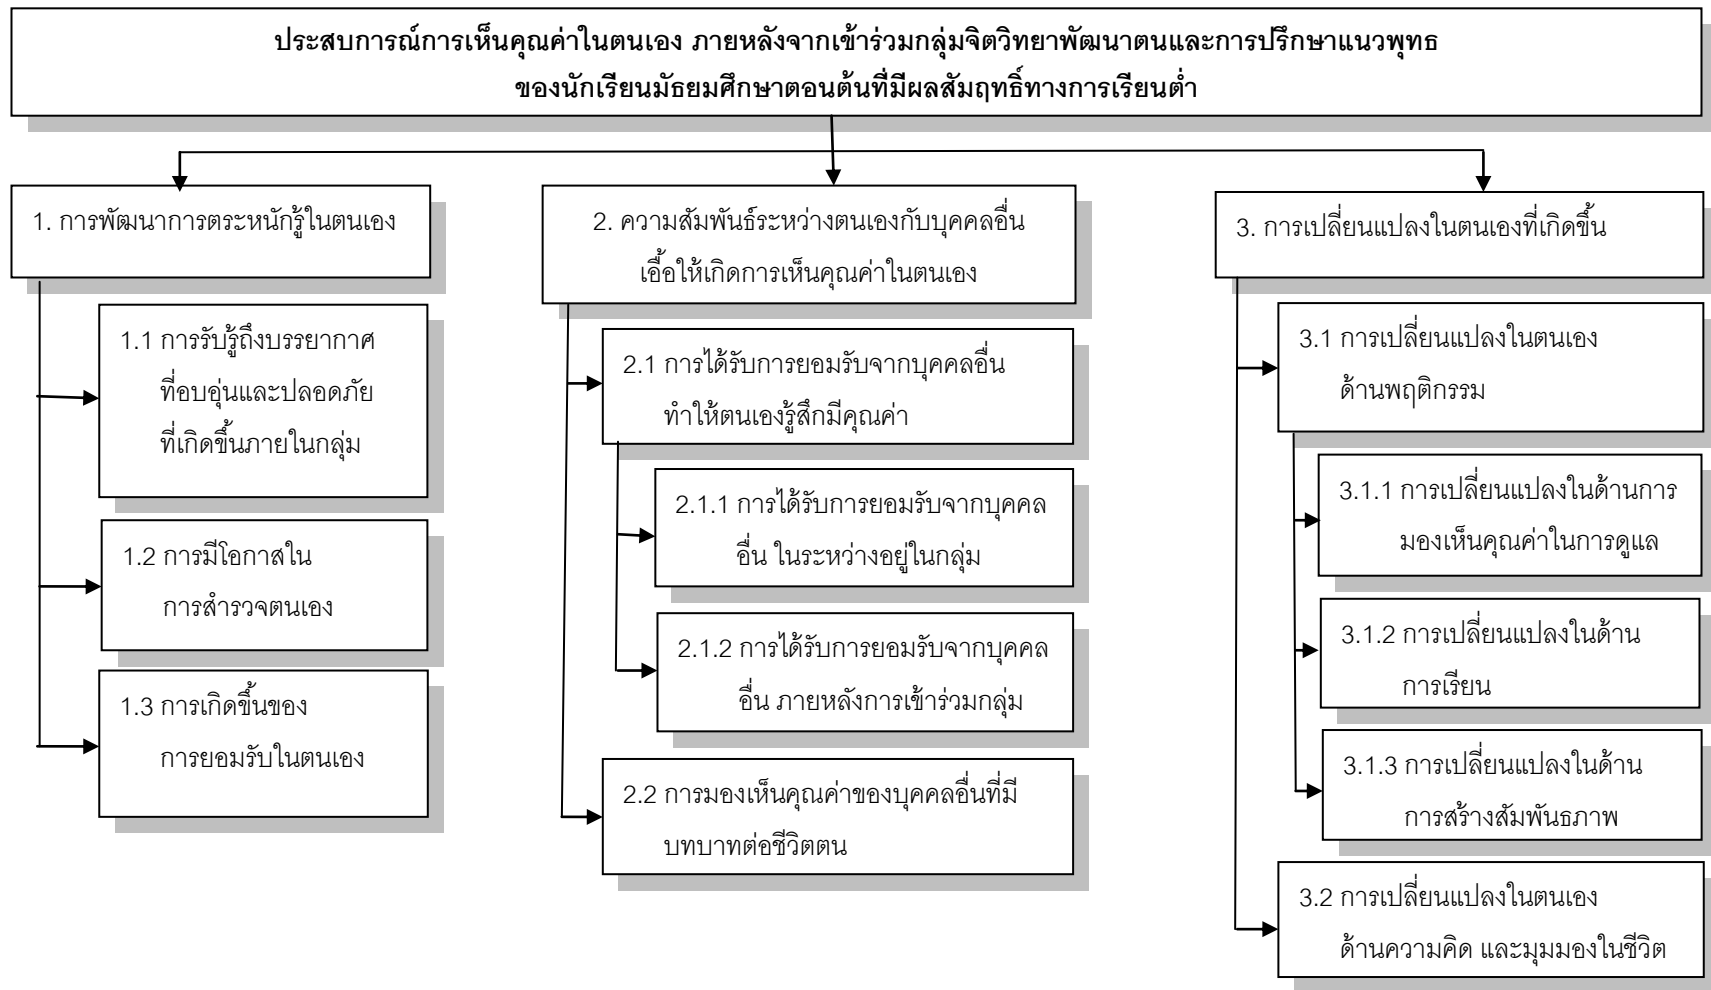 ประสบการณ์การเห็นคุณค่าในตนเอง ภายหลังจากเข้าร่วมกลุ่มจิตวิทยาพัฒนาตนและการปรึกษาแนวพุทธ
ของนักเรียนมัธยมศึกษาตอนต้นที่มีผลสัมฤทธิ์ทางการเรียนต่ำ
1. การพัฒนาการตระหนักรู้ในตนเอง
1.1 การรับรู้ถึงบรรยากาศ
ที่อบอุ่นและปลอดภัย
ที่เกิดขึ้นภายในกลุ่ม
1.2 การมีโอกาสใน
การสำรวจตนเอง
1.3 การเกิดขึ้นของ
การยอมรับในตนเอง
2. ความสัมพันธ์ระหว่างตนเองกับบุคคลอื่น
เอื้อให้เกิดการเห็นคุณค่าในตนเอง
2.1 การได้รับการยอมรับจากบุคคลอื่น
ทำให้ตนเองรู้สึกมีคุณค่า
2.1.1 การได้รับการยอมรับจากบุคคล
อื่น ในระหว่างอยู่ในกลุ่ม
2.1.2 การได้รับการยอมรับจากบุคคล
อื่น ภายหลังการเข้าร่วมกลุ่ม
2.2 การมองเห็นคุณค่าของบุคคลอื่นที่มี
บทบาทต่อชีวิตตน
3. การเปลี่ยนแปลงในตนเองที่เกิดขึ้น
3.1 การเปลี่ยนแปลงในตนเอง
ด้านพฤติกรรม
3.1.1 การเปลี่ยนแปลงในด้านการ
มองเห็นคุณค่าในการดูแล
3.1.2 การเปลี่ยนแปลงในด้าน
การเรียน
3.1.3 การเปลี่ยนแปลงในด้าน
การสร้างสัมพันธภาพ
3.2 การเปลี่ยนแปลงในตนเอง
ด้านความคิด และมุมมองในชีวิต